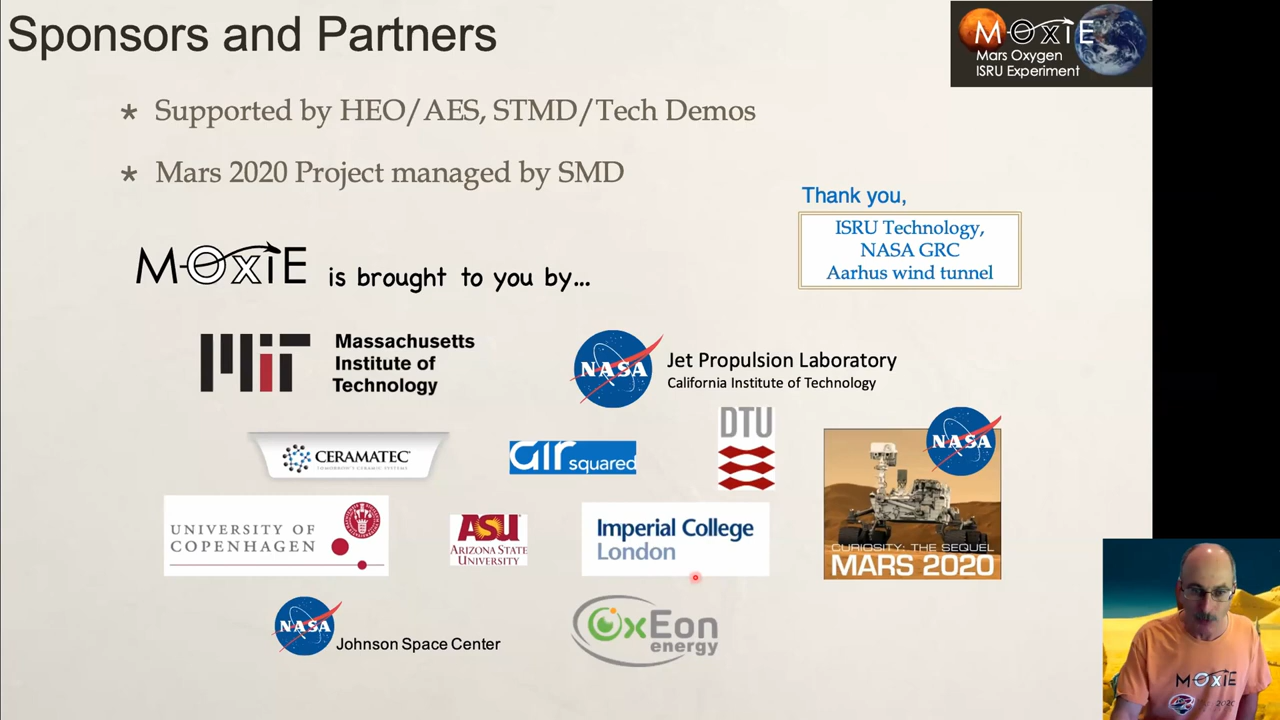 Sponsors and Partners
MOXIE
Mars Oxygen
ISRU Experiment
* Supported by HEO/AES, STMD/Tech Demos
* Mars 2020 Project managed by SMD
Thank you,
ISRU Technology,
NASA GRC
Aarhus wind tunnel
MOXIE is brought to you by...
MIT
Massachusetts
Institute of
Technology
NASA
Jet Propulsion Laboratory
California Institute of Technology
CERAMATEC
TOMORROW'S CERAMIC SYSTEMS
air squared
DTU
NASA
CURIOSITY: THE SEQUEL
MARS 2020
UNIVERSITY OF
COPENHAGEN
ASU
ARIZONA STATE
UNIVERSITY
Imperial College
London
NASA
Johnson Space Center
OxEon
energy
MOXIE
2020